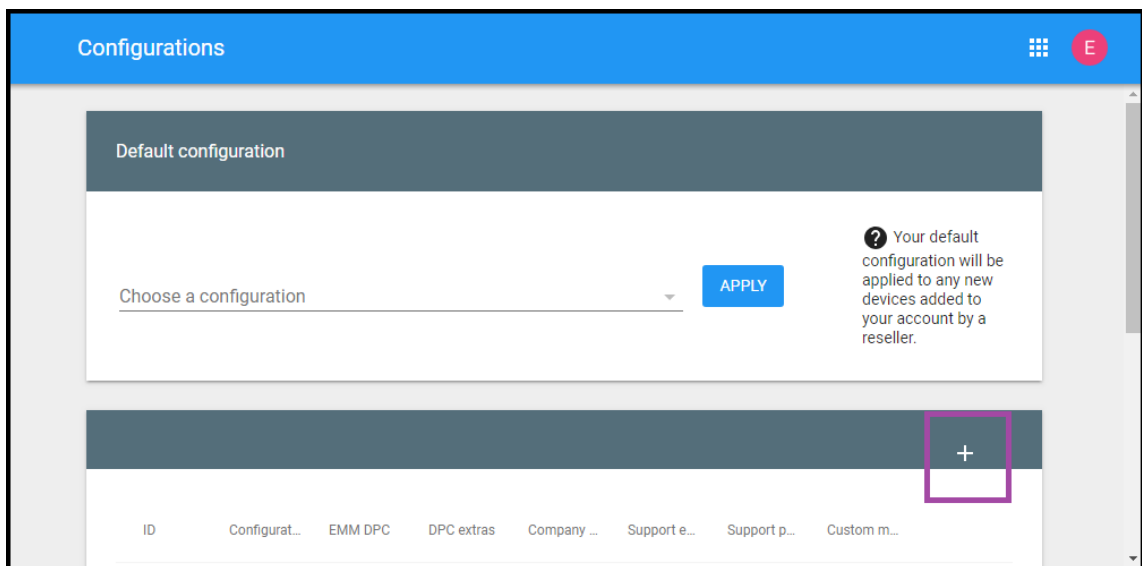 Configurations
E
Default configuration
Choose a configuration
APPLY
? Your default
configuration will be
applied to any new
devices added to
your account by a
reseller.
+
ID Configurat... EMM DPC DPC extras Company ... Support e... Support p... Custom m...